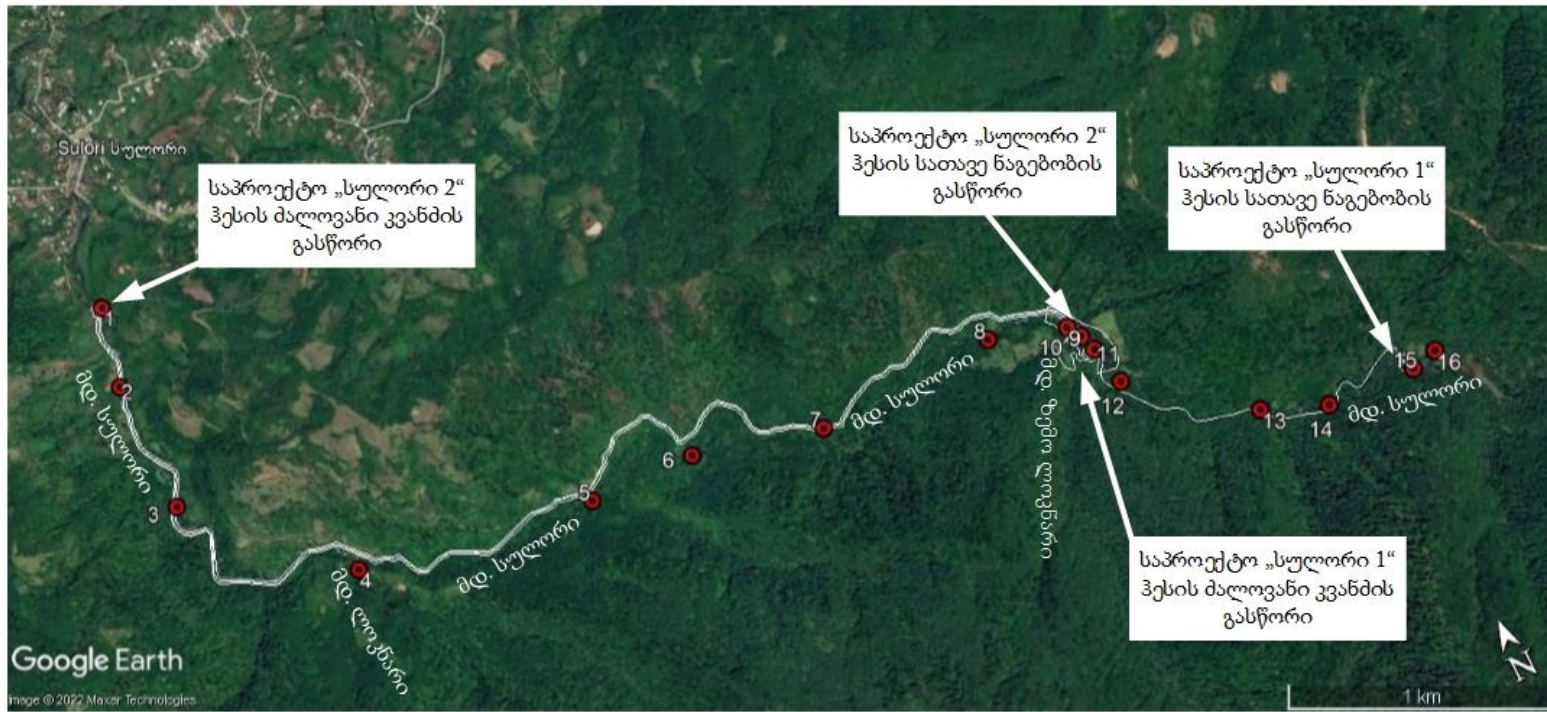 Sulori სულორი
საპროექტო „სულორი 2“
ჰესის ძალოვანი კვანძის
გასწორი
საპროექტო „სულორი 2“
ჰესის სათავე ნაგებობის
გასწორი
საპროექტო „სულორი 1“
ჰესის სათავე ნაგებობის
გასწორი
1
2
მდ. სულორი
3
4
მდ. ლოკნარი
მდ. სულორი
5
6
7
მდ. სულორი
8
9
10
11
მდ. ზემო ლოკნარი
12
13
14
მდ. სულორი
15
16
საპროექტო „სულორი 1“
ჰესის ძალოვანი კვანძის
გასწორი
N
1 km
Google Earth
Image © 2022 Maxar Technologies